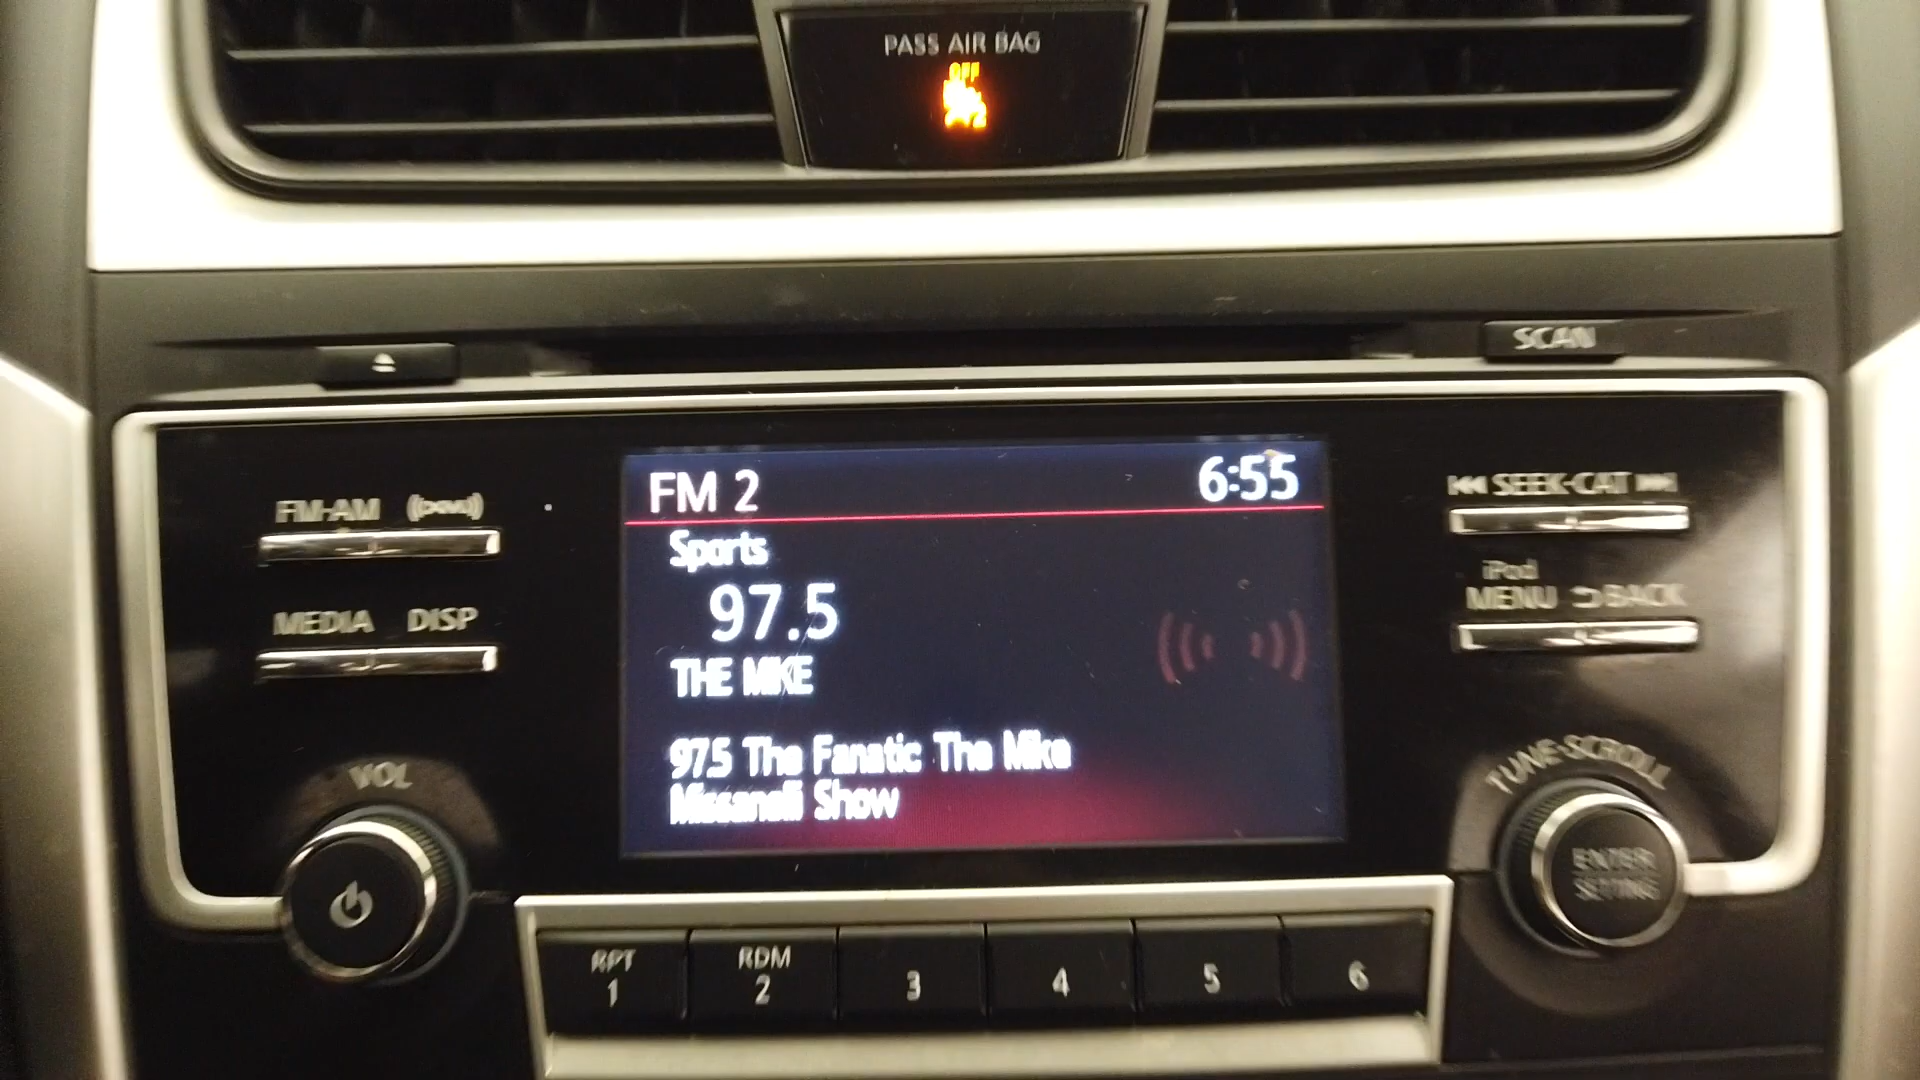 PASS AIR BAG
OFF
SCAN
FM 2 6:55
FM·AM
SEEK·CAT
Sports
97.5
iPod
MENU BACK
MEDIA DISP
THE MIKE
97.5 The Fanatic The Mike
Missanelli Show
VOL
TUNE·SCROLL
ENTER
SETTING
RPT
1
RDM
2
3
4
5
6